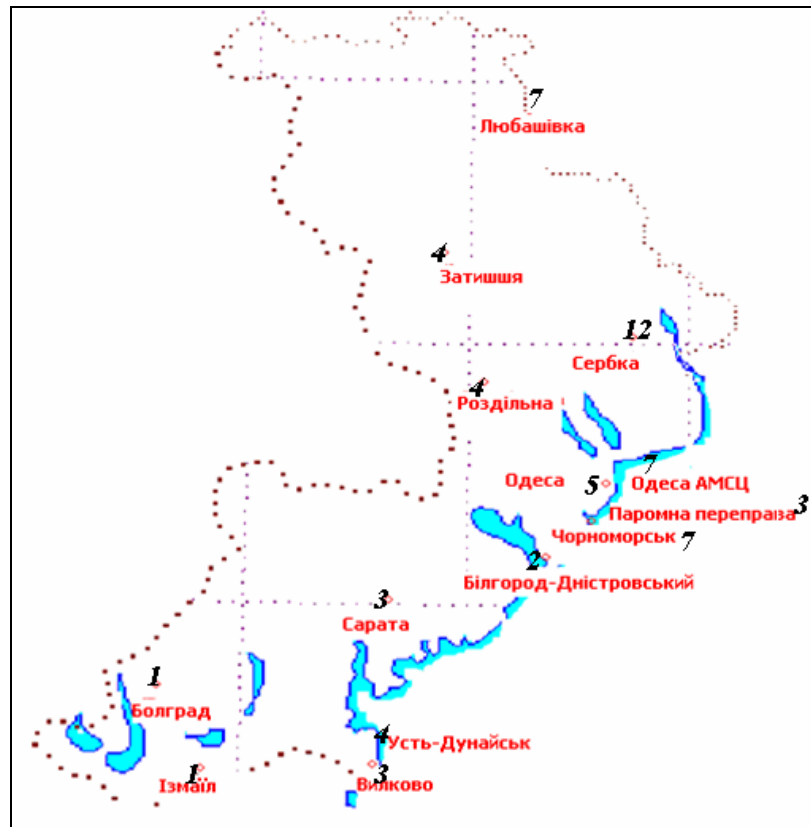 7
Любашівка
4
Затишшя
12
Сербка
4
Роздільна
7
Одеса 5 Одеса АМСЦ
Паромна переправа 3
Чорноморськ 7
2
Білгород-Дністровський
3
Сарата
1
Болград
4
Усть-Дунайськ
1
Ізмаїл
3
Вилково